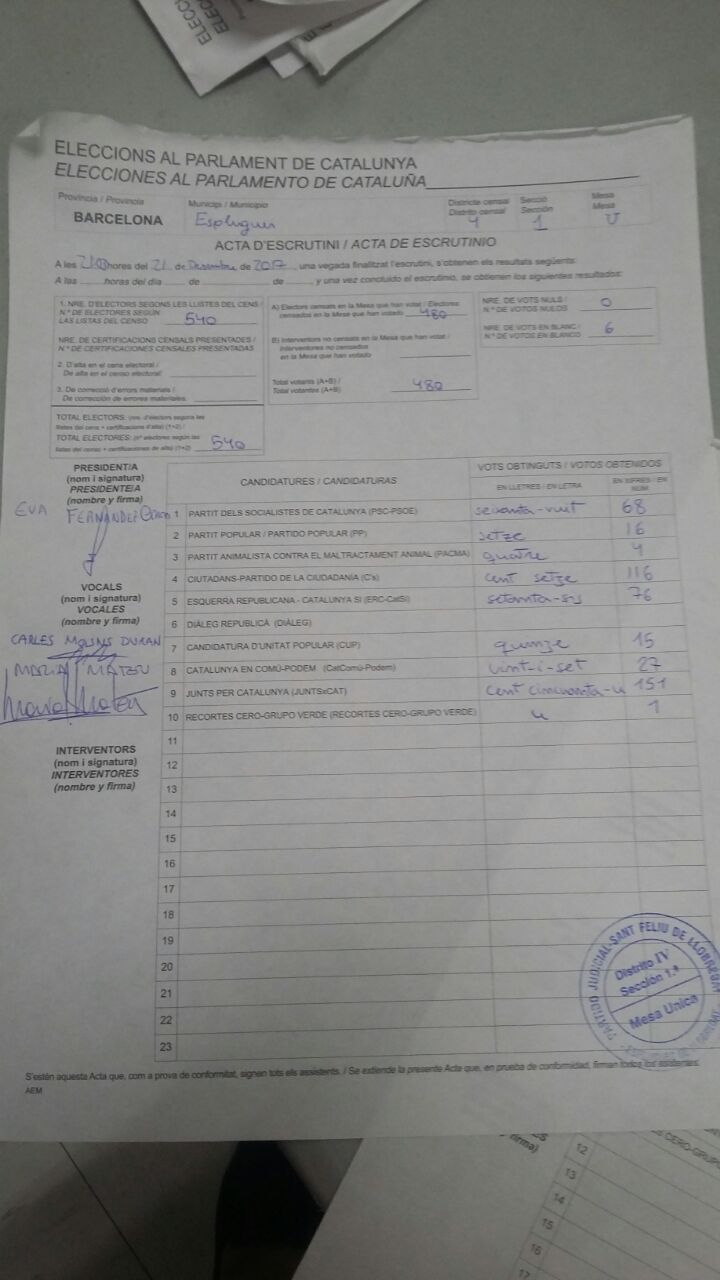 ELECCIONS AL PARLAMENT DE CATALUNYA
ELECCIONES AL PARLAMENTO DE CATALUÑA
Província / Provincia
BARCELONA
Municipi / Municipio
Esplugues
Districte censal
Distrito censal
4
Secció
Sección
1
Mesa
Mesa
U
ACTA D'ESCRUTINI / ACTA DE ESCRUTINIO
A les hores del 21 de Desembre de 2017, una vegada finalitzat l'escrutini, s'obtenen els resultats següents:
A las horas del día de de y una vez concluido el escrutinio, se obtienen los siguientes resultados:
1. NRE. D'ELECTORS SEGONS LES LLISTES DEL CENS /
Nº DE ELECTORES SEGÚN
LAS LISTAS DEL CENSO 540
NRE. DE CERTIFICACIONS CENSALS PRESENTADES /
Nº DE CERTIFICACIONES CENSALES PRESENTADAS
2. D'alta en el cens electoral /
De alta en el censo electoral:
3. De correcció d'errors materials /
De corrección de errores materiales.
TOTAL ELECTORS: (nre. d'electors segons les
llistes del cens + certificacions d'alta) (1+2) /
TOTAL ELECTORES: (nº electores según las
listas del censo + certificaciones de alta) (1+2) 540
A) Electors censats en la Mesa que han votat / Electores
censados en la Mesa que han votado 480
B) Interventors no censats en la Mesa que han votat /
Interventores no censados
en la Mesa que han votado
Total votants (A+B) /
Total votantes (A+B) 480
NRE. DE VOTS NULS /
Nº DE VOTOS NULOS 0
NRE. DE VOTS EN BLANC /
Nº DE VOTOS EN BLANCO 6
PRESIDENT/A
(nom i signatura)
PRESIDENTE/A
(nombre y firma)
EVA FERNÁNDEZ
VOCALS
(nom i signatura)
VOCALES
(nombre y firma)
CARLES MOLINS DURAN
MARIA MATEU
Maria Mateu
INTERVENTORS
(nom i signatura)
INTERVENTORES
(nombre y firma)
CANDIDATURES / CANDIDATURAS
VOTS OBTINGUTS / VOTOS OBTENIDOS
EN LLETRES / EN LETRA
EN XIFRES / EN
NÚM.
1 PARTIT DELS SOCIALISTES DE CATALUNYA (PSC-PSOE) seixanta-vuit 68
2 PARTIT POPULAR / PARTIDO POPULAR (PP) setze 16
3 PARTIT ANIMALISTA CONTRA EL MALTRACTAMENT ANIMAL (PACMA) quatre 4
4 CIUTADANS-PARTIDO DE LA CIUDADANÍA (C's) cent setze 116
5 ESQUERRA REPUBLICANA - CATALUNYA SÍ (ERC-CatSí) setanta-sis 76
6 DIÀLEG REPUBLICÀ (DIÀLEG)
7 CANDIDATURA D'UNITAT POPULAR (CUP) quinze 15
8 CATALUNYA EN COMÚ-PODEM (CatComú-Podem) vint-i-set 27
9 JUNTS PER CATALUNYA (JUNTSxCAT) cent cincuanta-u 151
10 RECORTES CERO-GRUPO VERDE (RECORTES CERO-GRUPO VERDE) u 1
11
12
13
14
15
16
17
18
19
20
21
22
23
PARTIDO JUDICIAL-SANT FELIU DE LLOBREGAT
Distrito IV
Sección 1.ª
Mesa Unica
S'estén aquesta Acta que, com a prova de conformitat, signen tots els assistents. / Se extiende la presente Acta que, en prueba de conformidad, firman todos los asistentes.
AEM
firma)
12
13
14
15
16
17
CERO-GRUPO